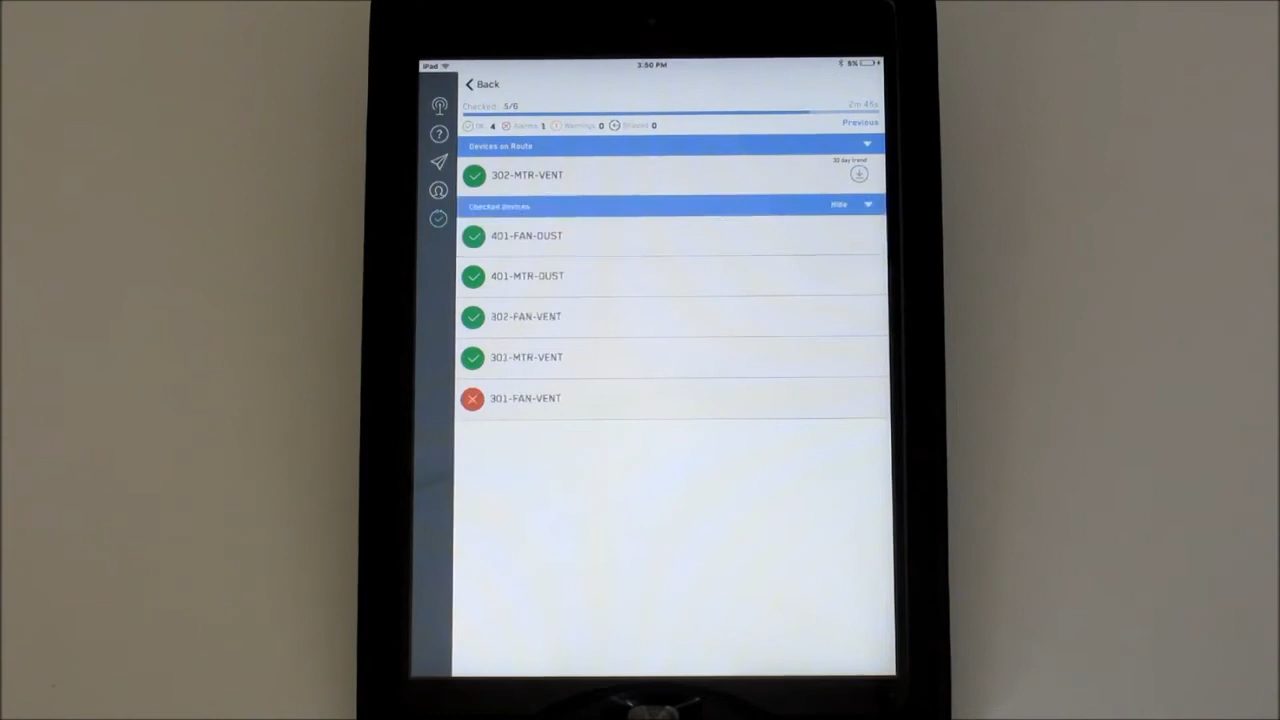 iPad 3:50 PM 9%
Back
Checked: 5/6 2m 45s
OK 4 Alarms 1 Warnings 0 Skipped 0 Previous
Devices on Route
302-MTR-VENT 30 day trend
Checked Devices Hide
401-FAN-DUST
401-MTR-DUST
302-FAN-VENT
301-MTR-VENT
301-FAN-VENT